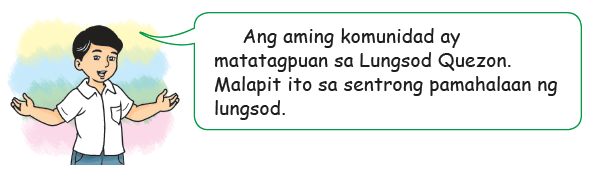 Ang aming komunidad ay
matatagpuan sa Lungsod Quezon.
Malapit ito sa sentrong pamahalaan ng
lungsod.